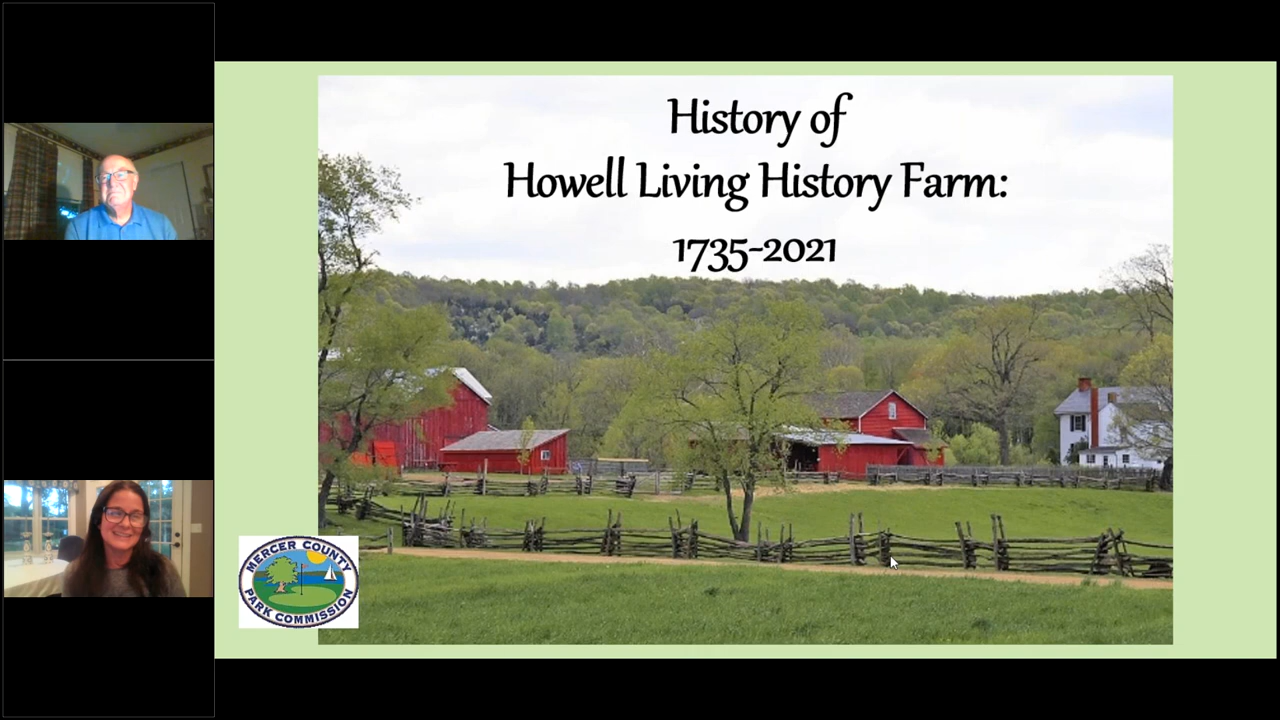 History of
Howell Living History Farm:
1735-2021
MERCER COUNTY
PARK COMMISSION